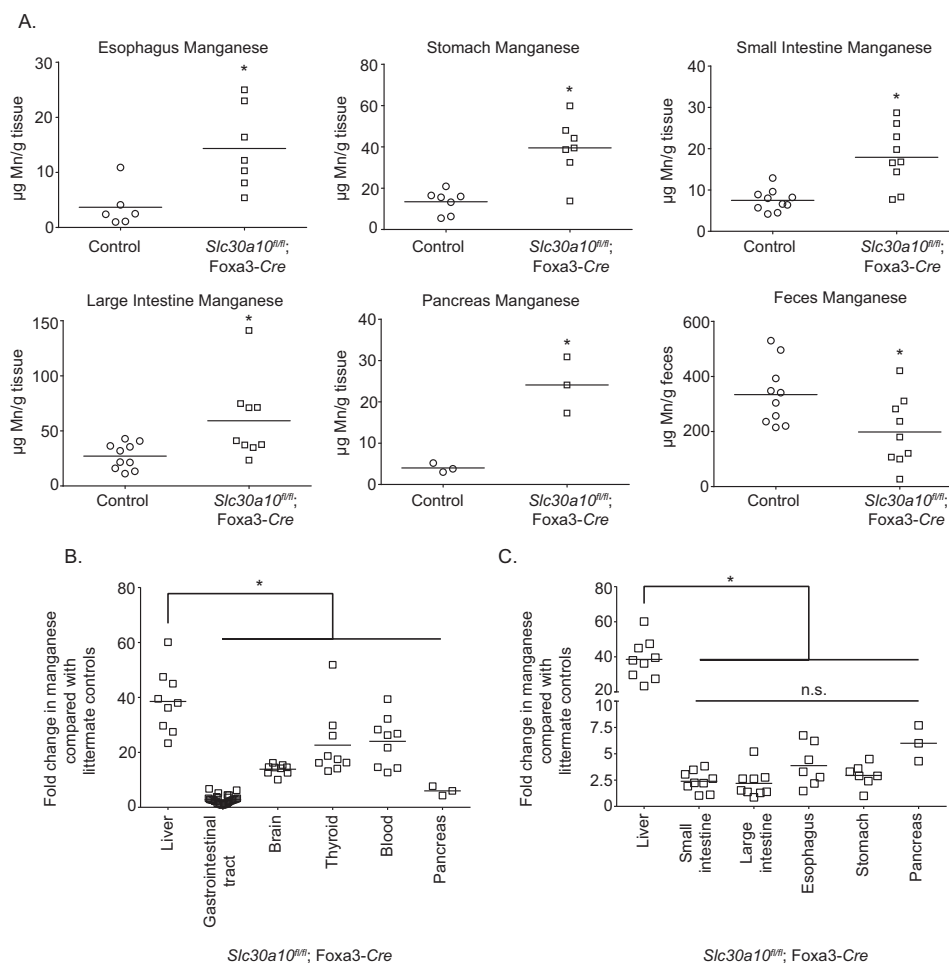 A.
Esophagus Manganese
µg Mn/g tissue
30
20
10
0
*
Control
Slc30a10fl/fl;
Foxa3-Cre
Stomach Manganese
µg Mn/g tissue
80
60
40
20
0
*
Control
Slc30a10fl/fl;
Foxa3-Cre
Small Intestine Manganese
µg Mn/g tissue
40
30
20
10
0
*
Control
Slc30a10fl/fl;
Foxa3-Cre
Large Intestine Manganese
µg Mn/g tissue
150
100
50
0
*
Control
Slc30a10fl/fl;
Foxa3-Cre
Pancreas Manganese
µg Mn/g tissue
40
30
20
10
0
*
Control
Slc30a10fl/fl;
Foxa3-Cre
Feces Manganese
µg Mn/g feces
600
400
200
0
*
Control
Slc30a10fl/fl;
Foxa3-Cre
B.
Fold change in manganese
compared with
littermate controls
80
60
40
20
0
*
Liver
Gastrointestinal
tract
Brain
Thyroid
Blood
Pancreas
Slc30a10fl/fl; Foxa3-Cre
C.
Fold change in manganese
compared with
littermate controls
80
60
40
20
7.5
5.0
2.5
0
*
n.s.
Liver
Small
intestine
Large
intestine
Esophagus
Stomach
Pancreas
Slc30a10fl/fl; Foxa3-Cre